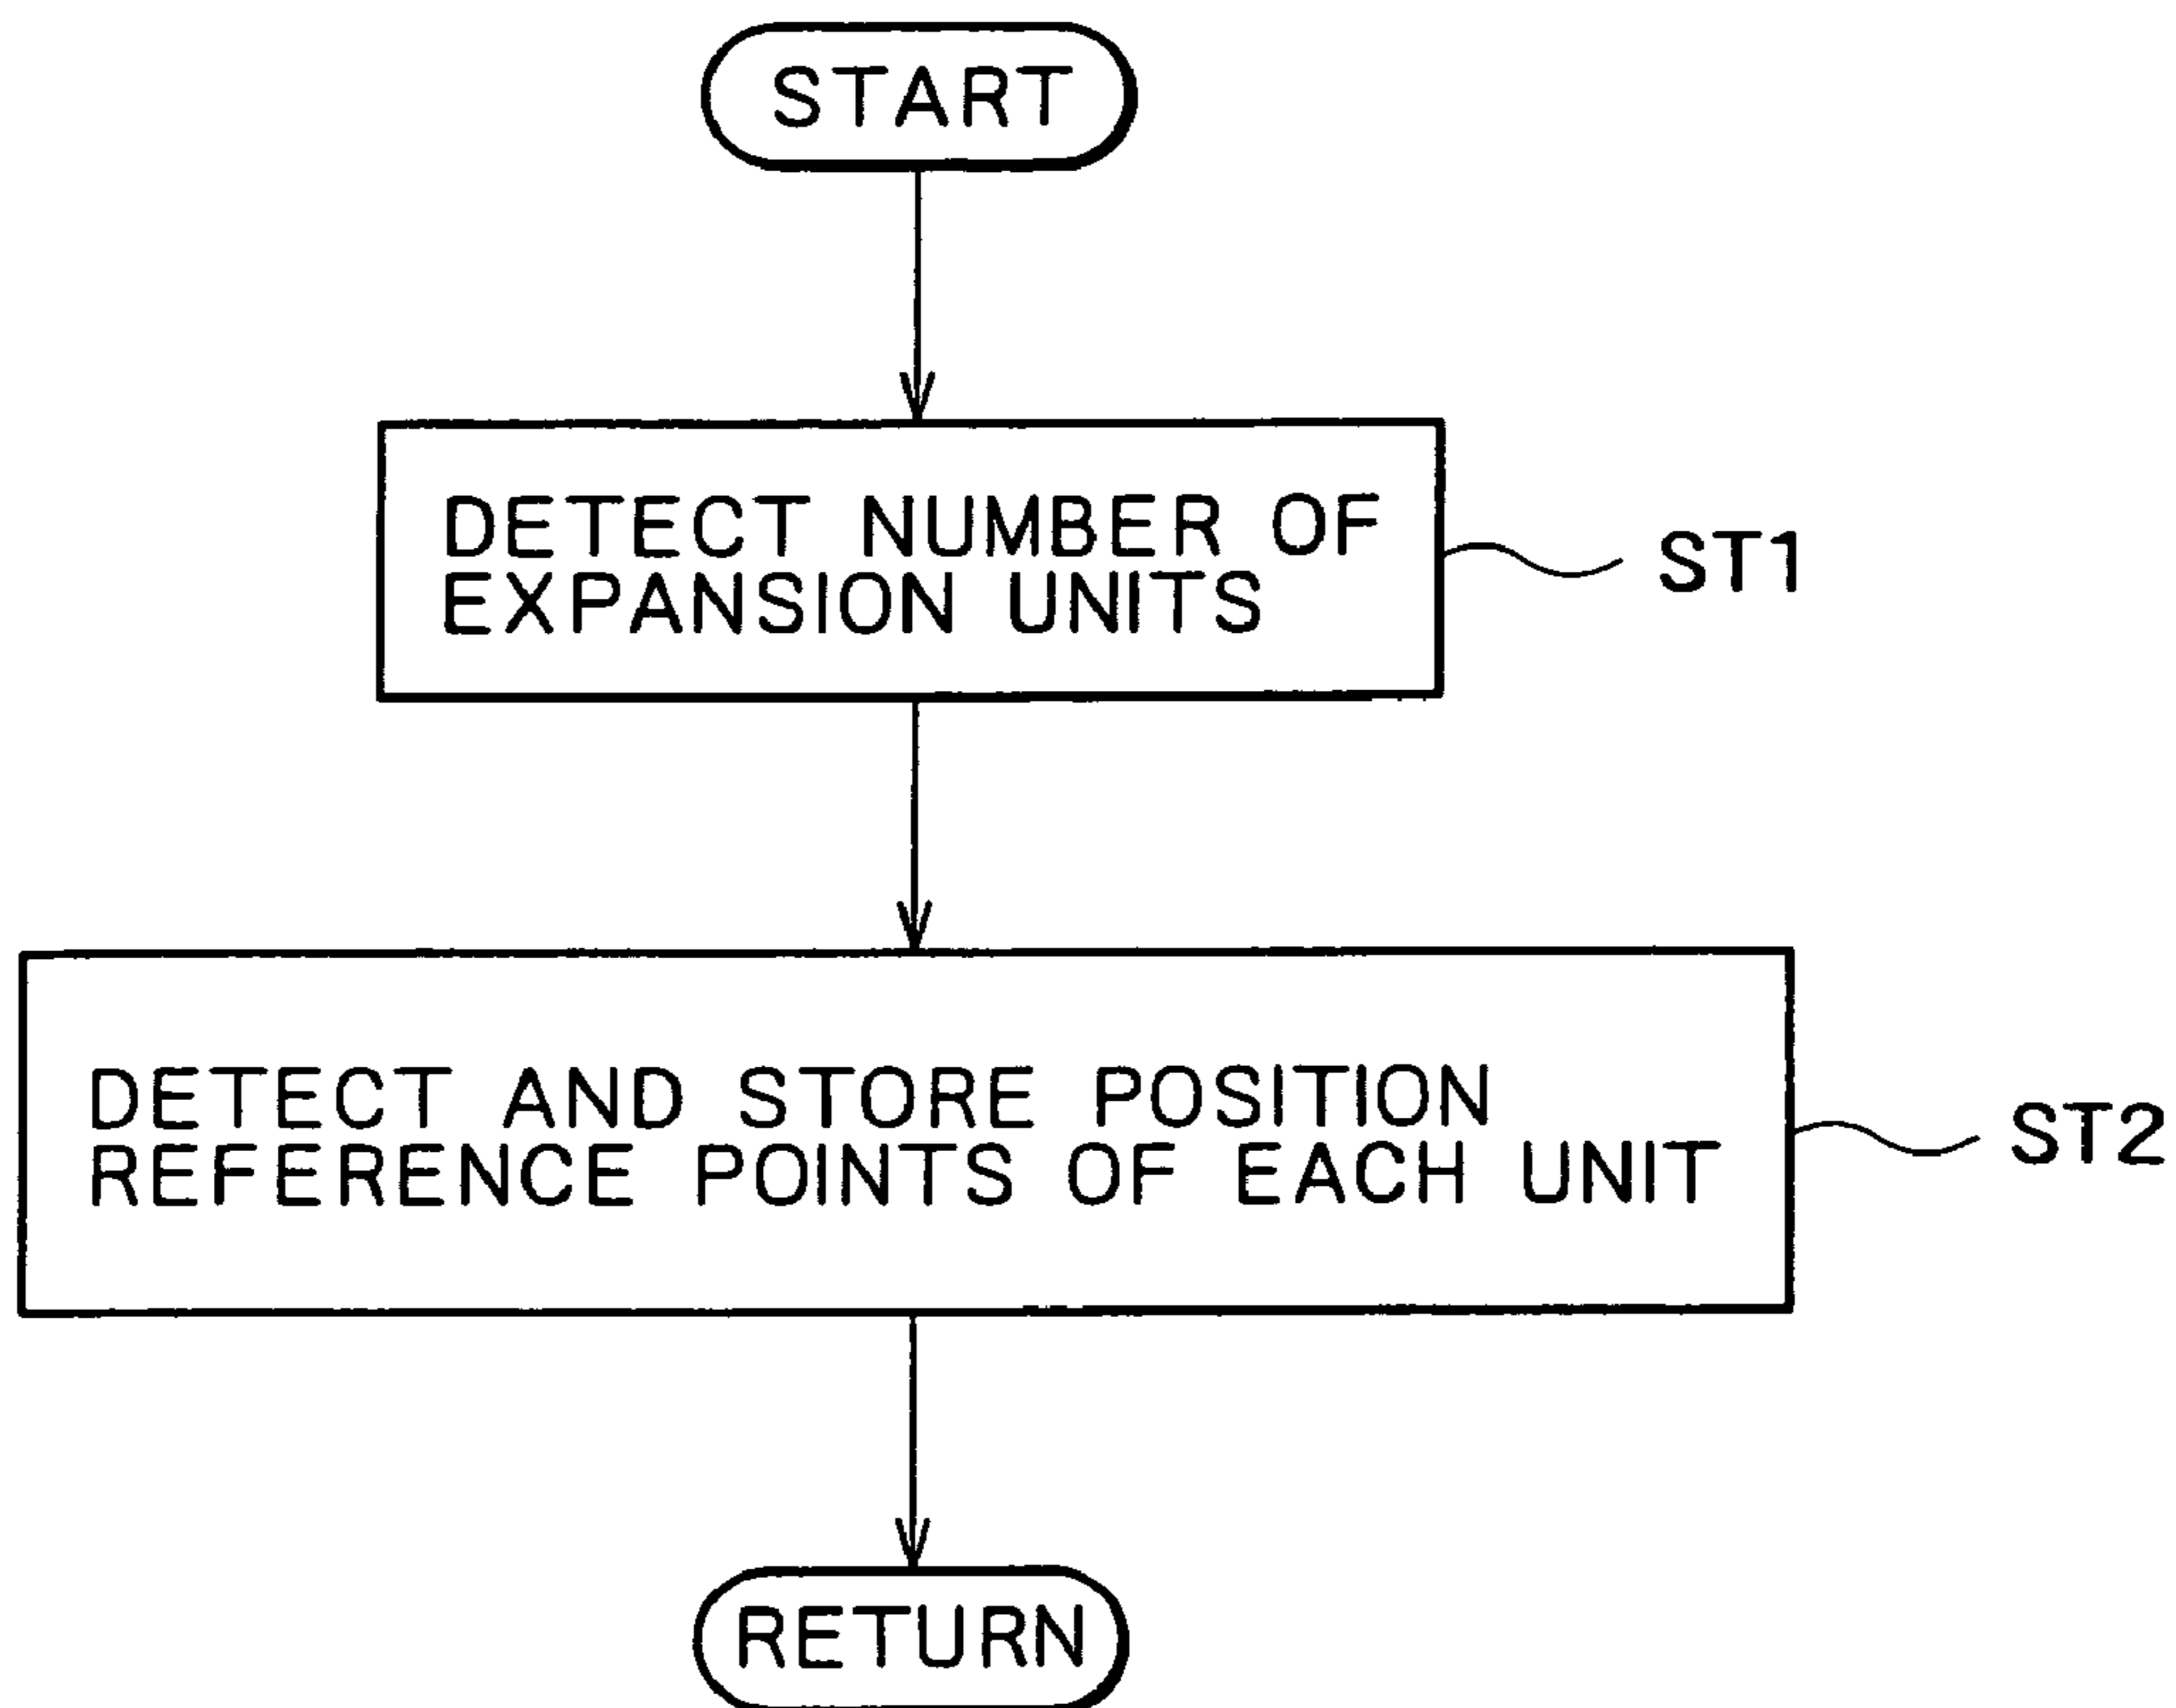 START
DETECT NUMBER OF
EXPANSION UNITS
ST1
DETECT AND STORE POSITION
REFERENCE POINTS OF EACH UNIT
ST2
RETURN